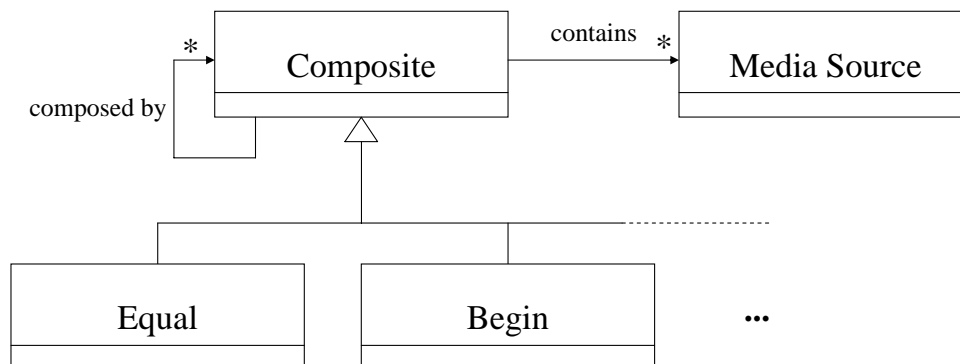 contains
*
*
Composite
Media Source
composed by
Equal
Begin
...